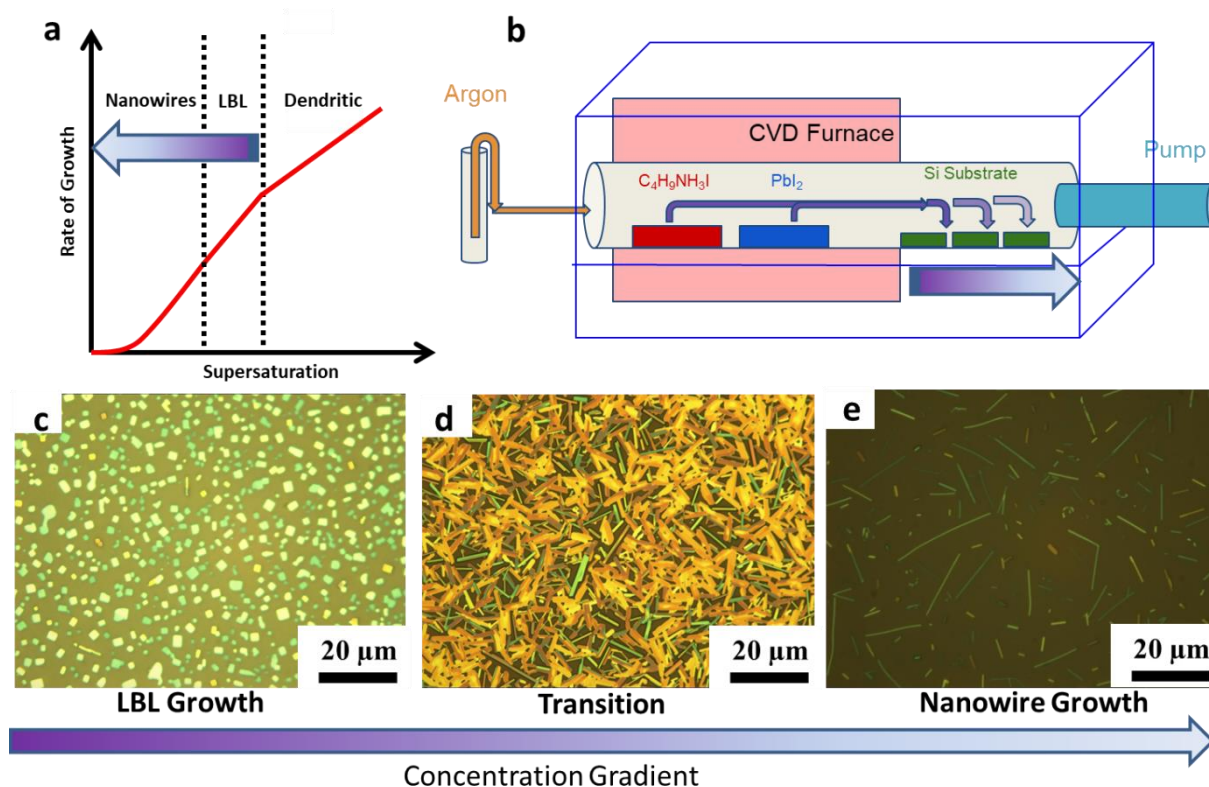 a
Nanowires
LBL
Dendritic
Rate of Growth
Supersaturation
b
Argon
CVD Furnace
C₄H₉NH₃I
PbI₂
Si Substrate
Pump
c
20 µm
LBL Growth
d
20 µm
Transition
e
20 µm
Nanowire Growth
Concentration Gradient